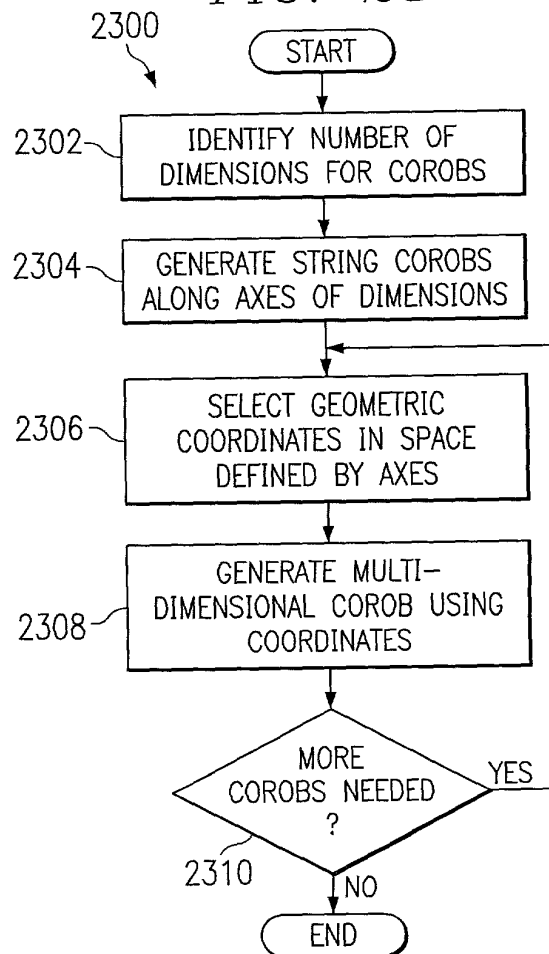 2300
START
2302
IDENTIFY NUMBER OF
DIMENSIONS FOR COROBS
2304
GENERATE STRING COROBS
ALONG AXES OF DIMENSIONS
2306
SELECT GEOMETRIC
COORDINATES IN SPACE
DEFINED BY AXES
2308
GENERATE MULTI-
DIMENSIONAL COROB USING
COORDINATES
MORE
COROBS NEEDED
?
YES
2310
NO
END